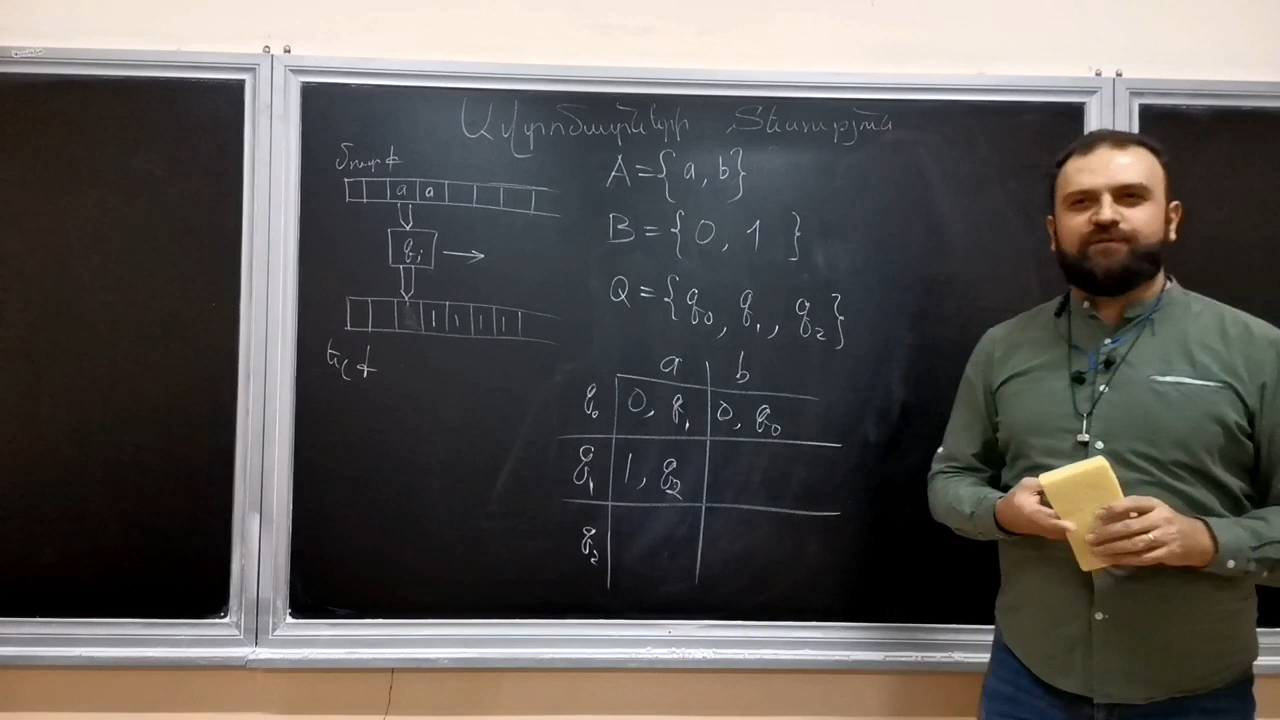 Ավտոմատների Տեսություն
մուտք
a a
q_i
1 1 1 1
ելք
A = {a, b}
B = {0, 1 }
Q = {q₀, q₁, q₂}
a b
q₀ 0, q₁ 0, q₀
q₁ 1, q₂
q₂